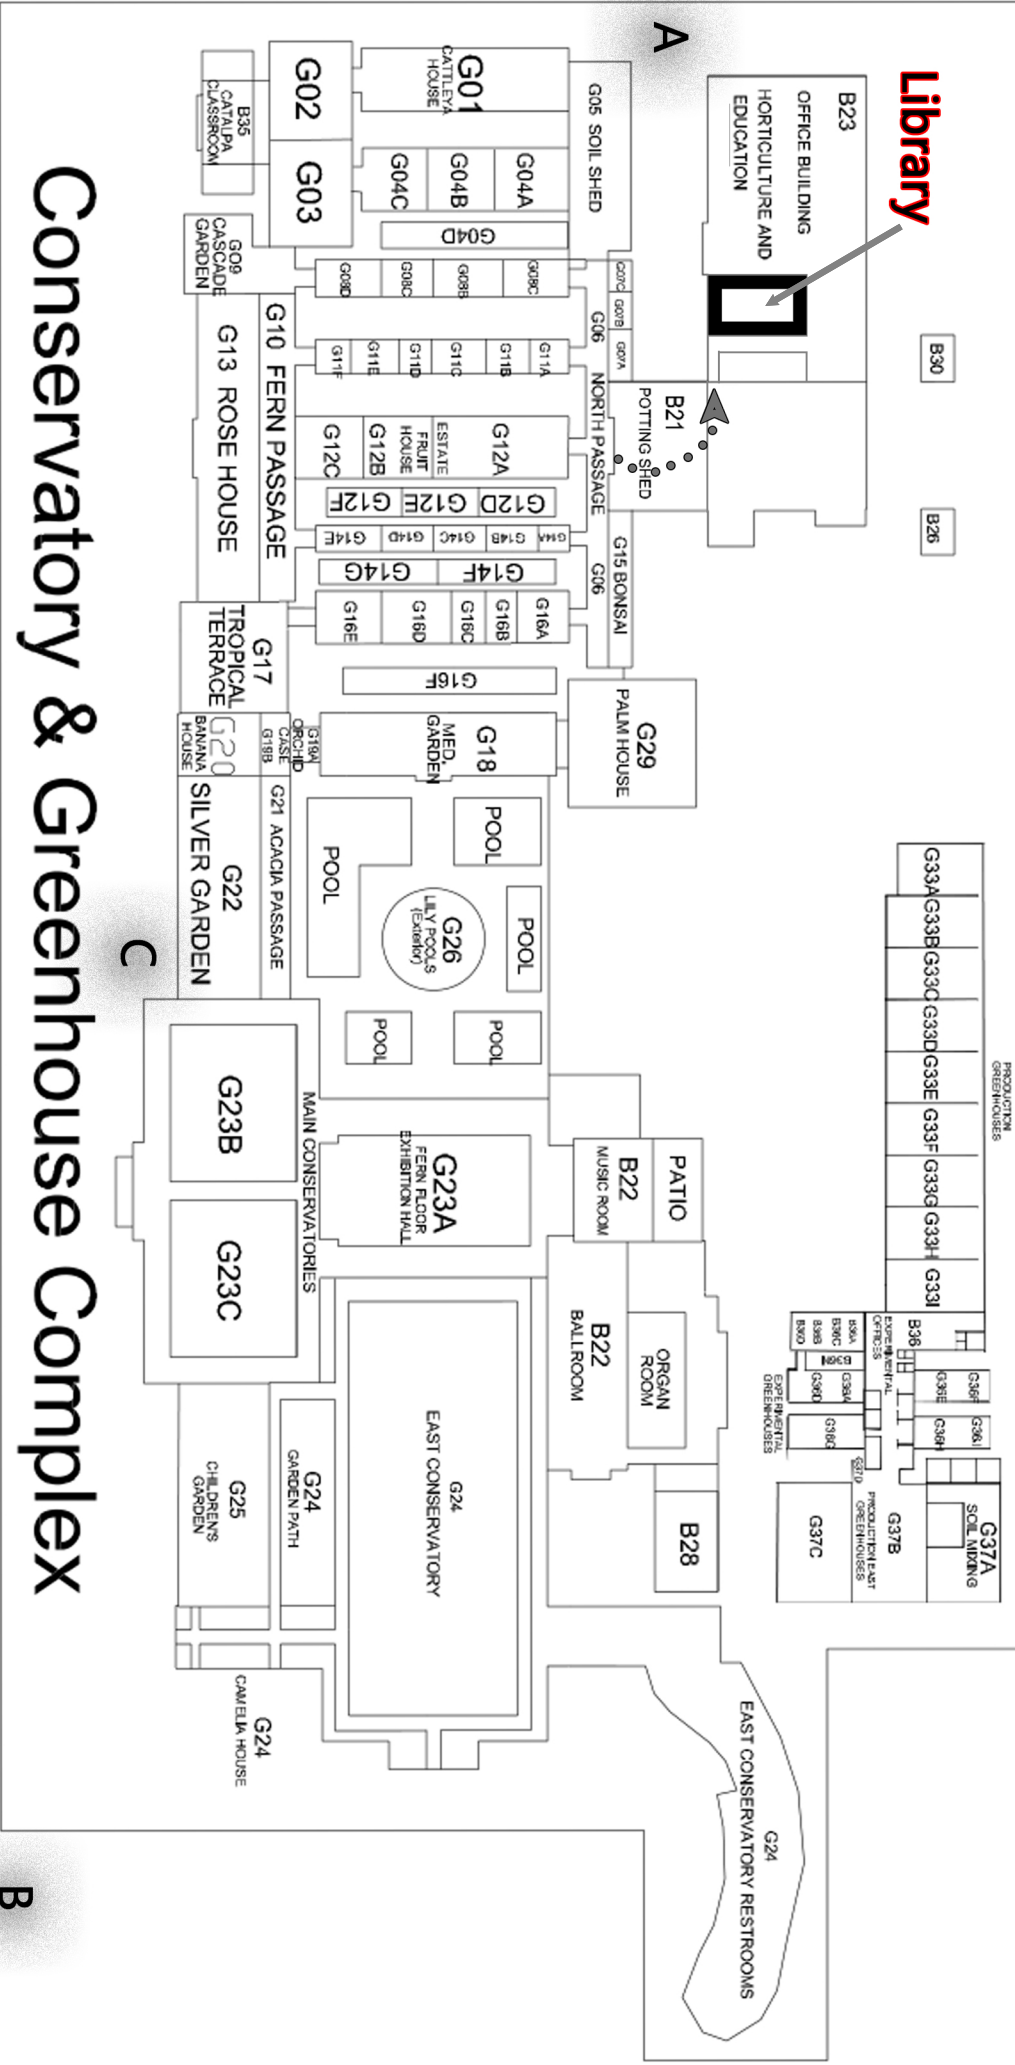 Library
A
B23
OFFICE BUILDING
HORTICULTURE AND
EDUCATION
B30
B26
G05 SOIL SHED
G01
CATTLEYA
HOUSE
G02
G03
B35
CATALPA
CLASSROOM
G04A
G04B
G04C
G04D
G07C
G07B
G07A
G08C
G08B
G08C
G08D
G09
CASCADE
GARDEN
G06
NORTH PASSAGE
G06
B21
POTTING SHED
G10 FERN PASSAGE
G13 ROSE HOUSE
G11A
G11B
G11C
G11D
G11E
G11F
G12A
ESTATE
FRUIT
HOUSE
G12B
G12C
G12D
G12E
G12F
G14A
G14B
G14C
G14D
G14E
G14F
G14G
G15 BONSAI
G16A
G16B
G16C
G16D
G16E
G16F
G17
TROPICAL
TERRACE
G29
PALM HOUSE
G18
MED.
GARDEN
G19A
ORCHID
CASE
G19B
G20
BANANA
HOUSE
G21 ACACIA PASSAGE
G22
SILVER GARDEN
POOL
POOL
POOL
POOL
POOL
G26
LILY POOLS
(Exterior)
C
G33A
G33B
G33C
G33D
G33E
G33F
G33G
G33H
G33I
PRODUCTION
GREENHOUSES
MAIN CONSERVATORIES
G23B
G23C
G23A
FERN FLOOR
EXHIBITION HALL
PATIO
B22
MUSIC ROOM
B22
BALLROOM
ORGAN
ROOM
B28
B36
EXPERIMENTAL
OFFICES
B36A
B36C
B36B
B36D
G36A
G36D
G36F
G36E
G36G
G36H
EXPERIMENTAL
GREENHOUSES
G37D
G37A
SOIL MIXING
G37B
PRODUCTION EAST
GREENHOUSES
G37C
G24
EAST CONSERVATORY
G24
GARDEN PATH
G25
CHILDREN'S
GARDEN
G24
CAMELIA HOUSE
G24
EAST CONSERVATORY RESTROOMS
B
Conservatory & Greenhouse Complex